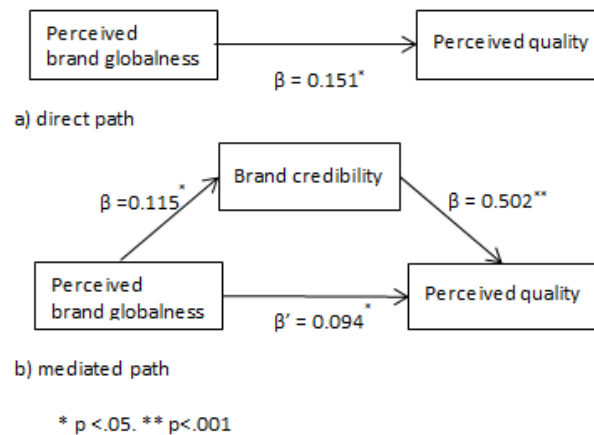 Perceived
brand globalness
Perceived quality
β = 0.151*
a) direct path
Brand credibility
β =0.115*
β = 0.502**
Perceived
brand globalness
Perceived quality
β’ = 0.094*
b) mediated path
* p <.05. ** p<.001